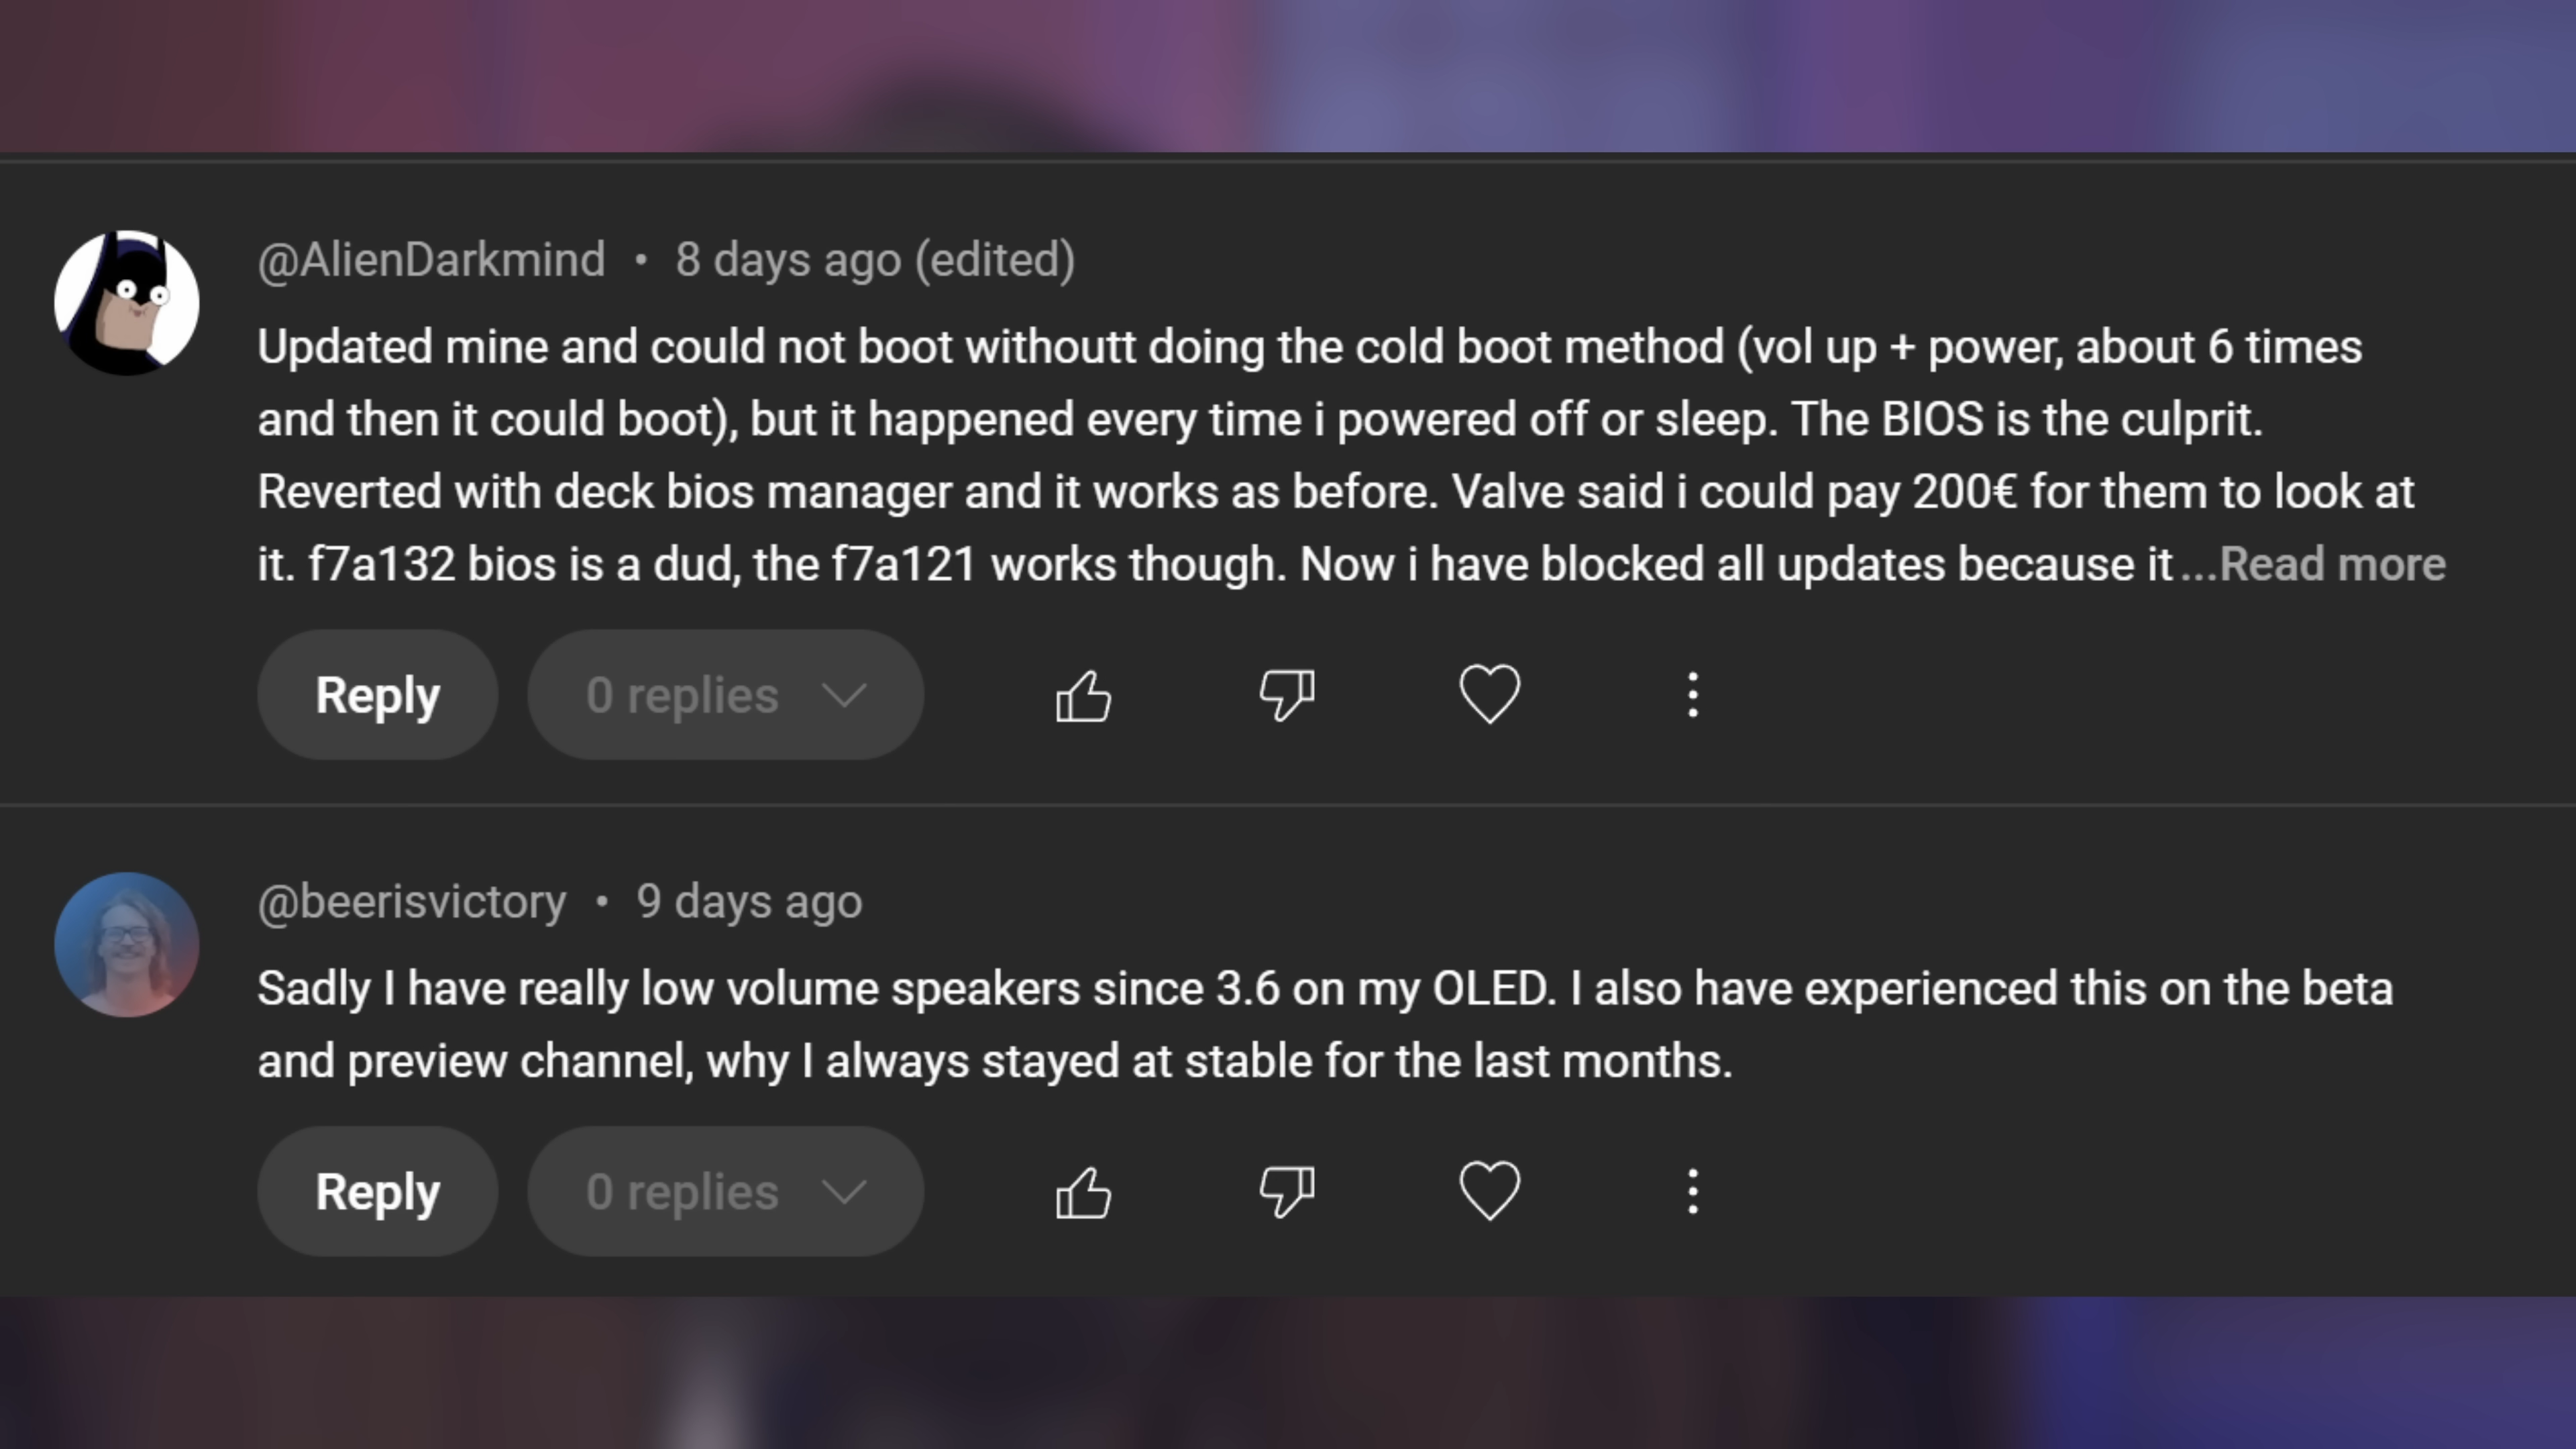 @AlienDarkmind • 8 days ago (edited)
Updated mine and could not boot withoutt doing the cold boot method (vol up + power, about 6 times
and then it could boot), but it happened every time i powered off or sleep. The BIOS is the culprit.
Reverted with deck bios manager and it works as before. Valve said i could pay 200€ for them to look at
it. f7a132 bios is a dud, the f7a121 works though. Now i have blocked all updates because it ...Read more
Reply 0 replies
@beerisvictory • 9 days ago
Sadly I have really low volume speakers since 3.6 on my OLED. I also have experienced this on the beta
and preview channel, why I always stayed at stable for the last months.
Reply 0 replies